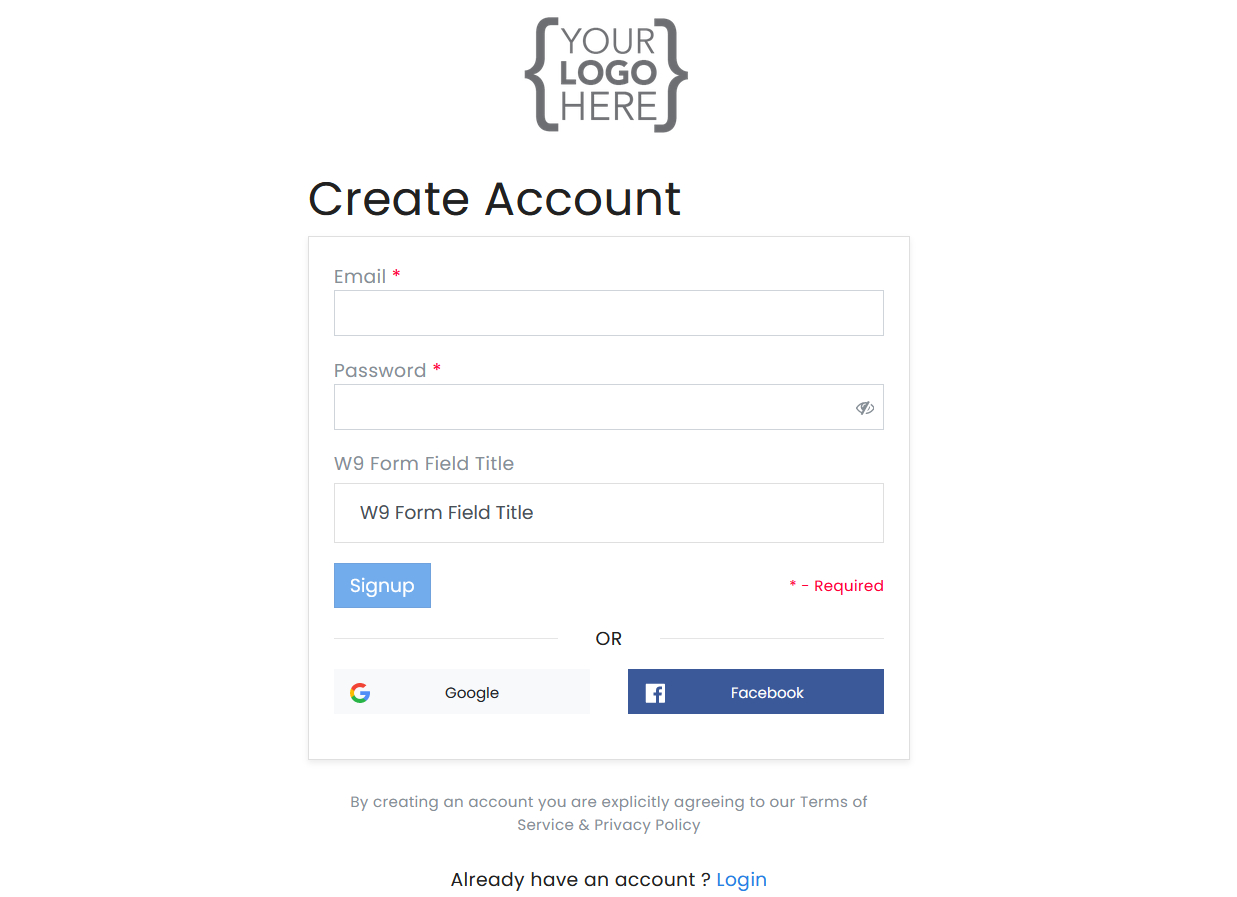 YOUR
LOGO
HERE
Create Account
Email *
Password *
W9 Form Field Title
W9 Form Field Title
Signup
* - Required
OR
Google
Facebook
By creating an account you are explicitly agreeing to our Terms of
Service & Privacy Policy
Already have an account ? Login